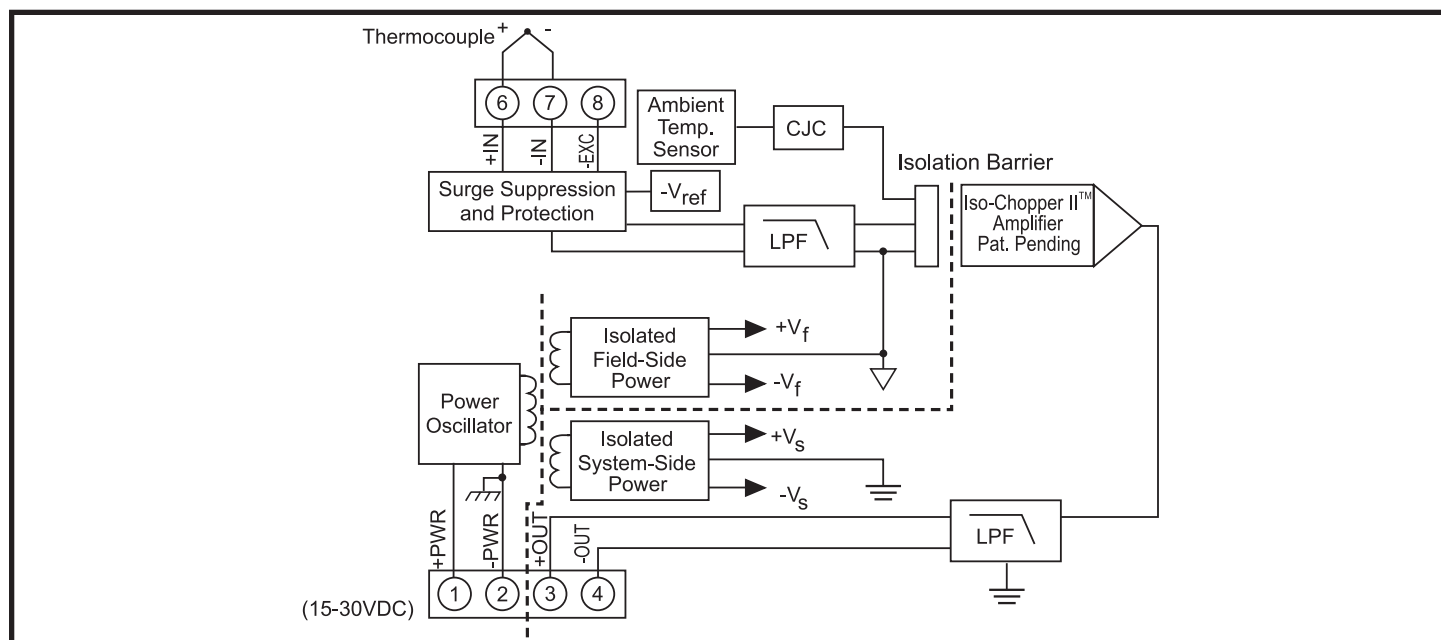 Thermocouple
+ -
6 7 8
+IN
-IN
-EXC
Ambient
Temp.
Sensor
CJC
Isolation Barrier
Surge Suppression
and Protection
-Vref
LPF
Iso-Chopper II™
Amplifier
Pat. Pending
Isolated
Field-Side
Power
+Vf
-Vf
Power
Oscillator
Isolated
System-Side
Power
+Vs
-Vs
+PWR
-PWR
+OUT
-OUT
LPF
(15-30VDC)
1 2 3 4